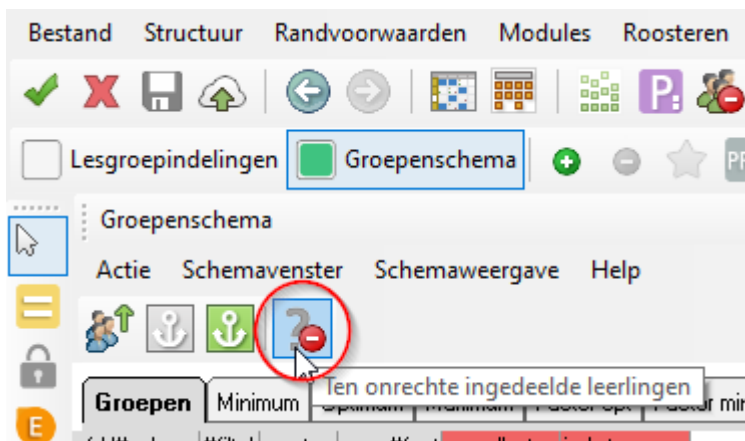 Bestand Structuur Randvoorwaarden Modules Roosteren
P:
Lesgroepindelingen Groepenschema
Groepenschema
Actie Schemavenster Schemaweergave Help
?
Ten onrechte ingedeelde leerlingen
Groepen Minimum
E